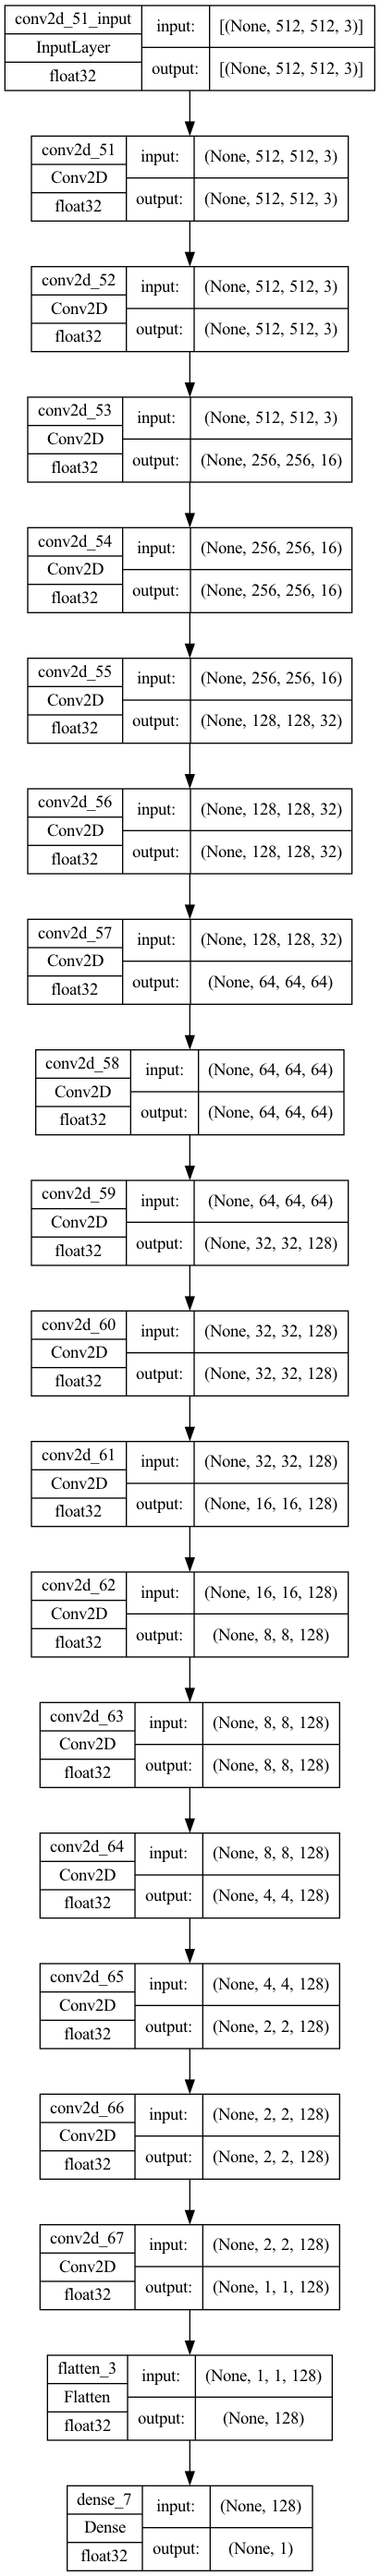 conv2d_51_input
InputLayer
float32
input: [(None, 512, 512, 3)]
output: [(None, 512, 512, 3)]
conv2d_51
Conv2D
float32
input: (None, 512, 512, 3)
output: (None, 512, 512, 3)
conv2d_52
Conv2D
float32
input: (None, 512, 512, 3)
output: (None, 512, 512, 3)
conv2d_53
Conv2D
float32
input: (None, 512, 512, 3)
output: (None, 256, 256, 16)
conv2d_54
Conv2D
float32
input: (None, 256, 256, 16)
output: (None, 256, 256, 16)
conv2d_55
Conv2D
float32
input: (None, 256, 256, 16)
output: (None, 128, 128, 32)
conv2d_56
Conv2D
float32
input: (None, 128, 128, 32)
output: (None, 128, 128, 32)
conv2d_57
Conv2D
float32
input: (None, 128, 128, 32)
output: (None, 64, 64, 64)
conv2d_58
Conv2D
float32
input: (None, 64, 64, 64)
output: (None, 64, 64, 64)
conv2d_59
Conv2D
float32
input: (None, 64, 64, 64)
output: (None, 32, 32, 128)
conv2d_60
Conv2D
float32
input: (None, 32, 32, 128)
output: (None, 32, 32, 128)
conv2d_61
Conv2D
float32
input: (None, 32, 32, 128)
output: (None, 16, 16, 128)
conv2d_62
Conv2D
float32
input: (None, 16, 16, 128)
output: (None, 8, 8, 128)
conv2d_63
Conv2D
float32
input: (None, 8, 8, 128)
output: (None, 8, 8, 128)
conv2d_64
Conv2D
float32
input: (None, 8, 8, 128)
output: (None, 4, 4, 128)
conv2d_65
Conv2D
float32
input: (None, 4, 4, 128)
output: (None, 2, 2, 128)
conv2d_66
Conv2D
float32
input: (None, 2, 2, 128)
output: (None, 2, 2, 128)
conv2d_67
Conv2D
float32
input: (None, 2, 2, 128)
output: (None, 1, 1, 128)
flatten_3
Flatten
float32
input: (None, 1, 1, 128)
output: (None, 128)
dense_7
Dense
float32
input: (None, 128)
output: (None, 1)